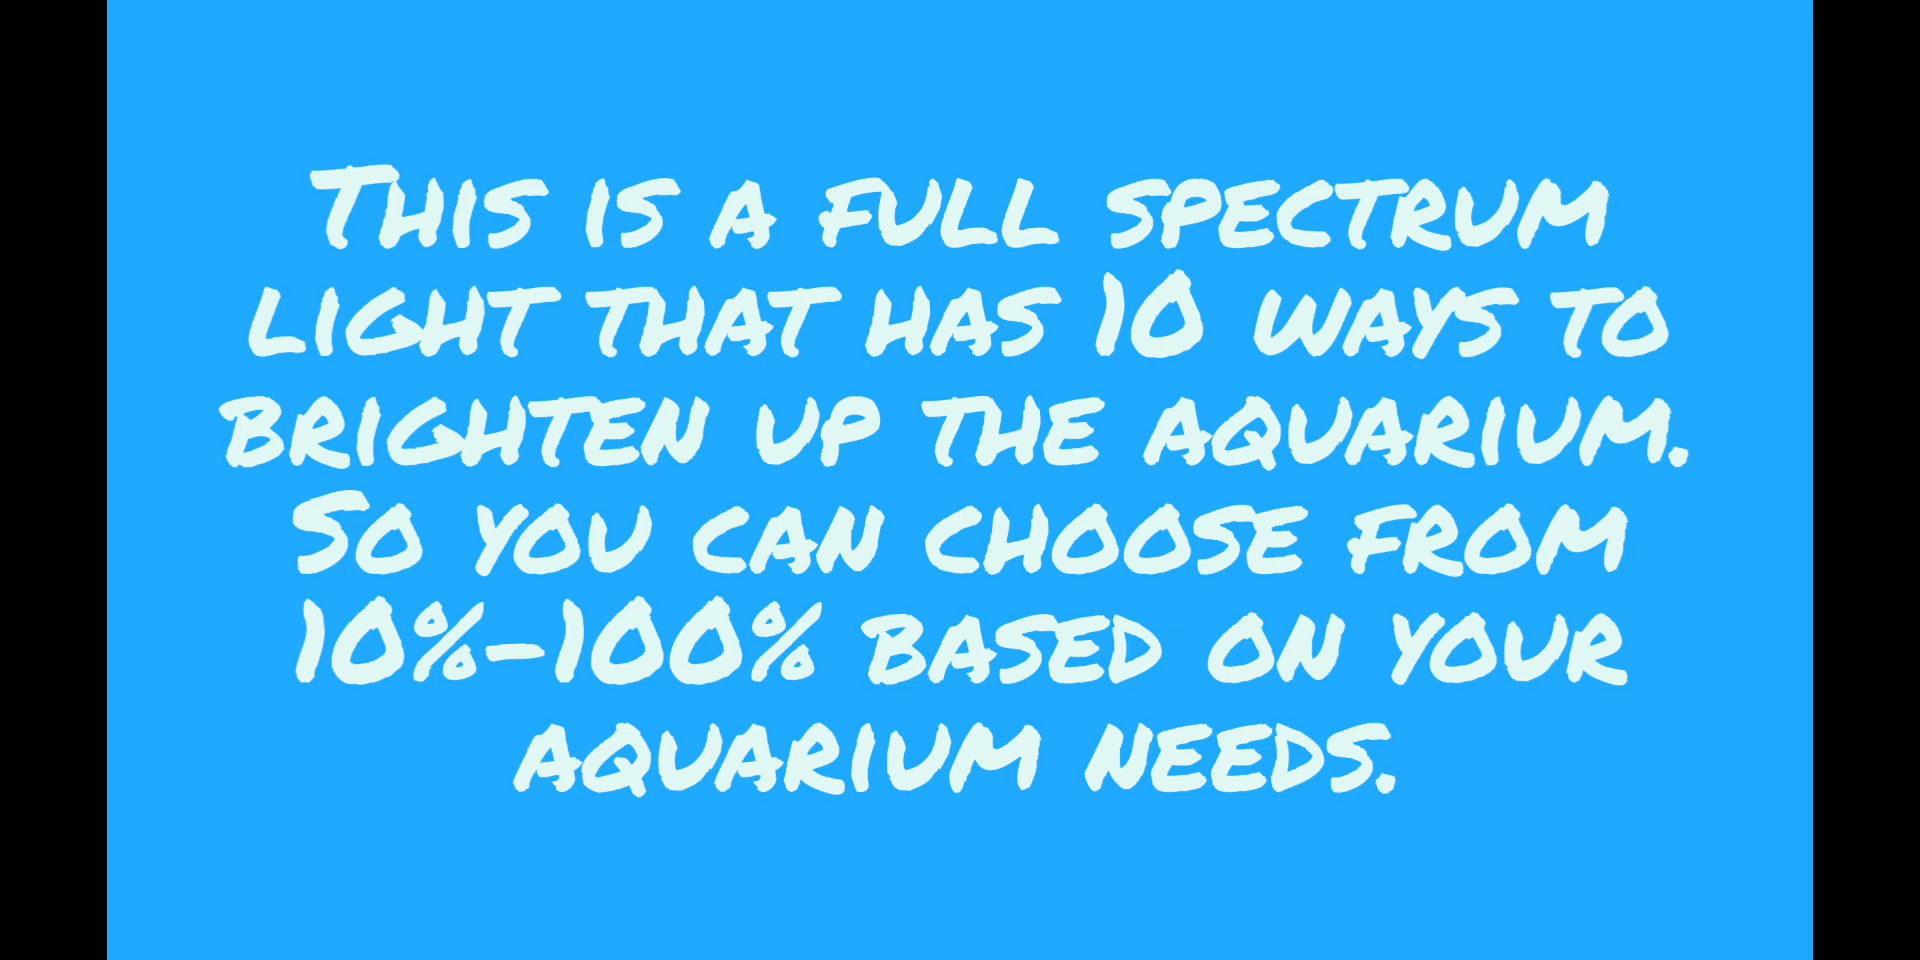 This is a full spectrum
light that has 10 ways to
brighten up the aquarium.
So you can choose from
10%-100% based on your
aquarium needs.